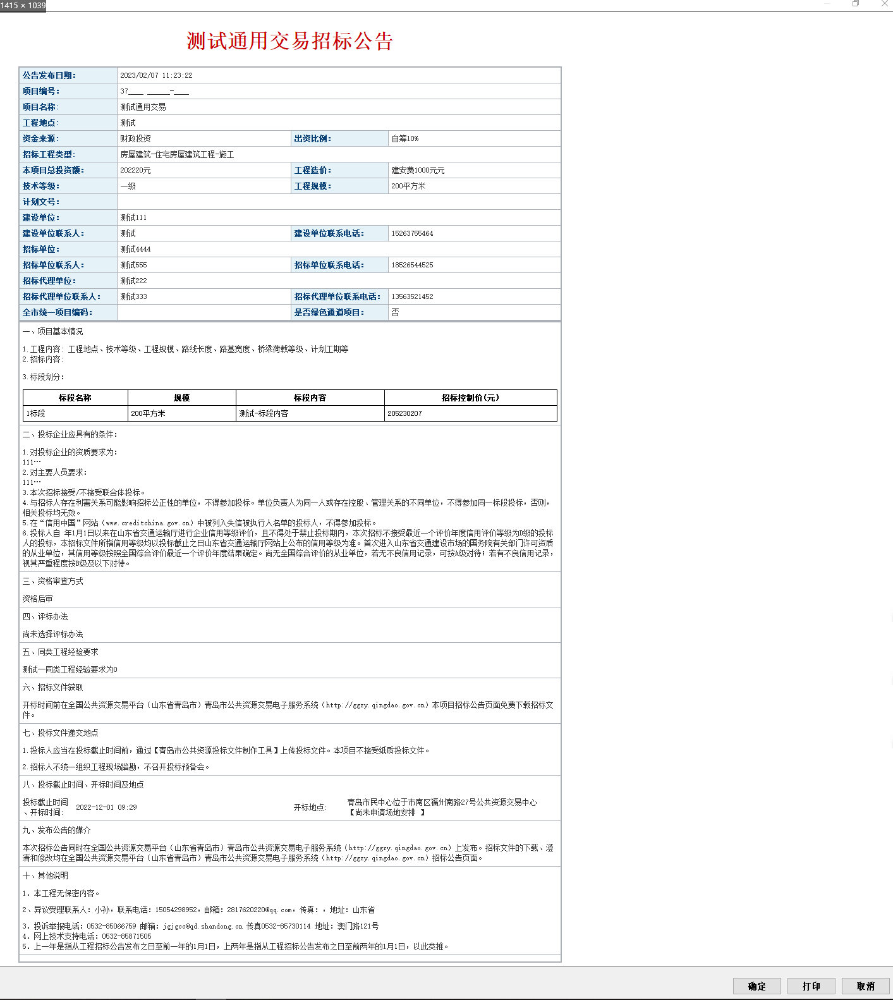 1415 × 1039
测试通用交易招标公告
公告发布日期： 2023/02/07 11:23:22
项目编号： 37____ ______-____
项目名称： 测试通用交易
工程地点： 测试
资金来源： 财政投资 出资比例： 自筹10%
招标工程类型： 房屋建筑-住宅房屋建筑工程-施工
本项目总投资额： 202220元 工程造价： 建安费1000元元
技术等级： 一级 工程规模： 200平方米
计划文号：
建设单位： 测试111
建设单位联系人： 测试 建设单位联系电话： 15263755464
招标单位： 测试4444
招标单位联系人： 测试555 招标单位联系电话： 18526544525
招标代理单位： 测试222
招标代理单位联系人： 测试333 招标代理单位联系电话： 13563521452
全市统一项目编码： 是否绿色通道项目： 否
一、项目基本情况
1.工程内容：工程地点、技术等级、工程规模、路线长度、路基宽度、桥梁荷载等级、计划工期等
2.招标内容：
3.标段划分：
标段名称 规模 标段内容 招标控制价(元)
1标段 200平方米 测试-标段内容 205230207
二、投标企业应具有的条件：
1.对投标企业的资质要求为：
111…
2.对主要人员要求：
111…
3.本次招标接受/不接受联合体投标。
4.与招标人存在利害关系可能影响招标公正性的单位，不得参加投标。单位负责人为同一人或存在控股、管理关系的不同单位，不得参加同一标段投标，否则，
相关投标均无效。
5.在“信用中国”网站（www.creditchina.gov.cn）中被列入失信被执行人名单的投标人，不得参加投标。
6.投标人自 年1月1日以来在山东省交通运输厅进行企业信用等级评价，且不得处于禁止投标期内，本次招标不接受最近一个评价年度信用评价等级为D级的投标
人的投标，本招标文件所指信用等级均以投标截止之日山东省交通运输厅网站上公布的信用等级为准。首次进入山东省交通建设市场的国务院有关部门许可资质
的从业单位，其信用等级按照全国综合评价最近一个评价年度结果确定。尚无全国综合评价的从业单位，若无不良信用记录，可按A级对待；若有不良信用记录，
视其严重程度按B级及以下对待。
三、资格审查方式
资格后审
四、评标办法
尚未选择评标办法
五、同类工程经验要求
测试一同类工程经验要求为0
六、招标文件获取
开标时间前在全国公共资源交易平台（山东省青岛市）青岛市公共资源交易电子服务系统（http://ggzy.qingdao.gov.cn）本项目招标公告页面免费下载招标文
件。
七、投标文件递交地点
1.投标人应当在投标截止时间前，通过【青岛市公共资源投标文件制作工具】上传投标文件。本项目不接受纸质投标文件。
2.招标人不统一组织工程现场踏勘，不召开投标预备会。
八、投标截止时间、开标时间及地点
投标截止时间
、开标时间： 2022-12-01 09:29 开标地点： 青岛市民中心位于市南区福州南路27号公共资源交易中心
【尚未申请场地安排 】
九、发布公告的媒介
本次招标公告同时在全国公共资源交易平台（山东省青岛市）青岛市公共资源交易电子服务系统（http://ggzy.qingdao.gov.cn）上发布。招标文件的下载、澄
清和修改均在全国公共资源交易平台（山东省青岛市）青岛市公共资源交易电子服务系统（http://ggzy.qingdao.gov.cn）招标公告页面。
十、其他说明
1. 本工程无保密内容。
2、异议受理联系人：小孙，联系电话：15054298952，邮箱：2817620220@qq.com，传真：，地址：山东省
3. 投诉举报电话：0532-85066759 邮箱：jgjgcc@qd.shandong.cn 传真0532-85730114 地址：澳门路121号
4. 网上技术支持电话：0532-85871505
5. 上一年是指从工程招标公告发布之日至前一年的1月1日，上两年是指从工程招标公告发布之日至前两年的1月1日，以此类推。
确定 打印 取消